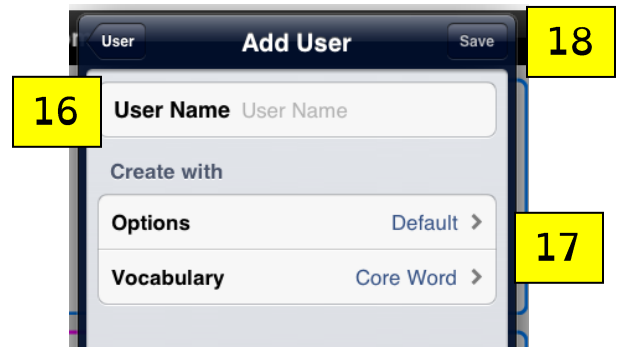 User Add User Save 18
16 User Name User Name
Create with
Options Default
17
Vocabulary Core Word